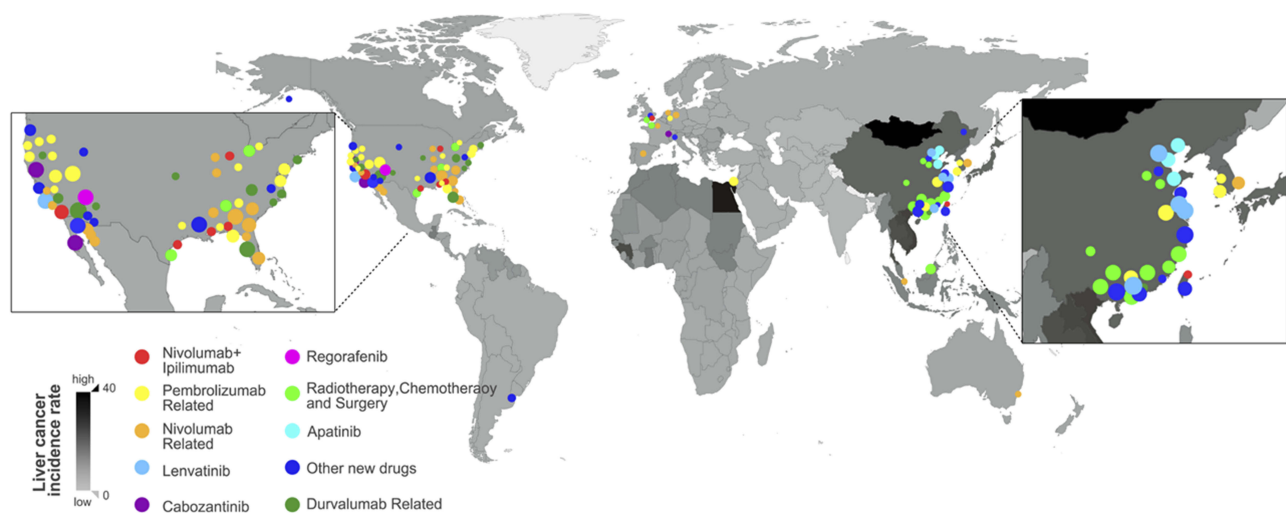 Liver cancer
incidence rate
high
40
low
0
Nivolumab+
Ipilimumab
Pembrolizumab
Related
Nivolumab
Related
Lenvatinib
Cabozantinib
Regorafenib
Radiotherapy,Chemotheraoy
and Surgery
Apatinib
Other new drugs
Durvalumab Related